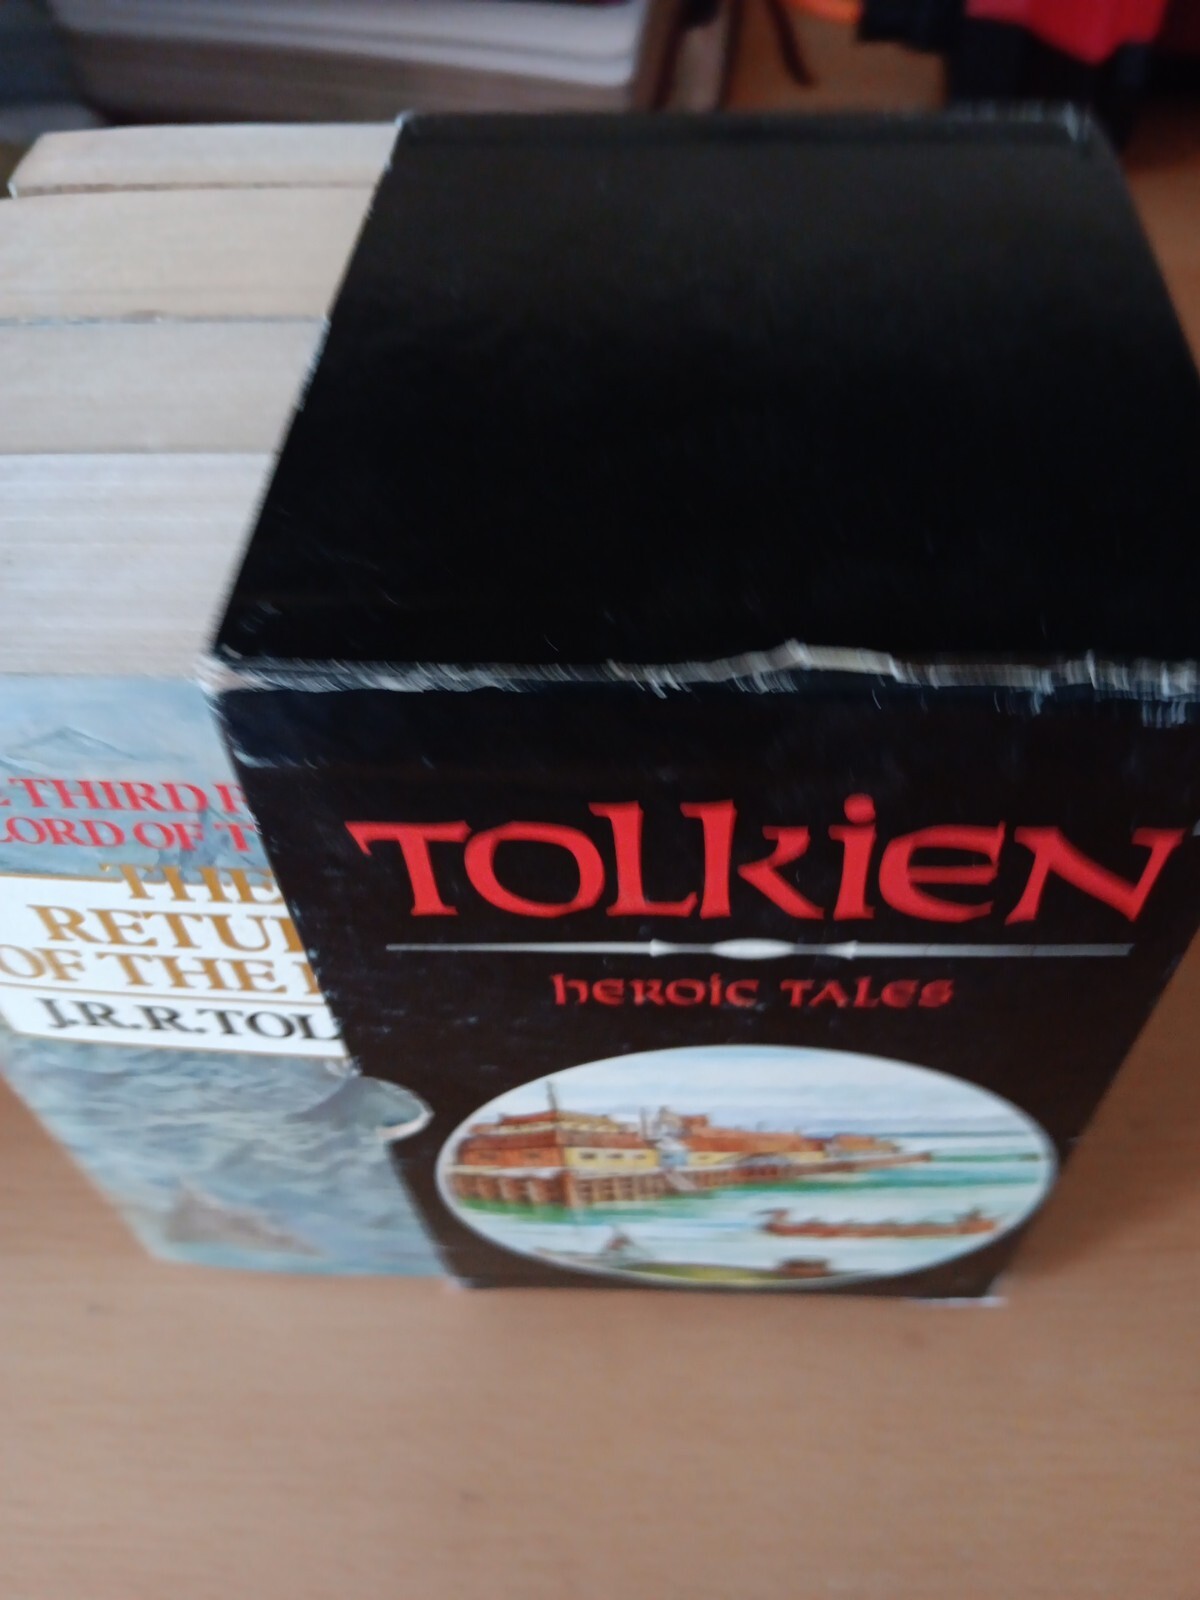 THIRD
LORD OF
THE
RETU
OF THE
J.R.R.TOL
TOLKIEN
HEROIC TALES